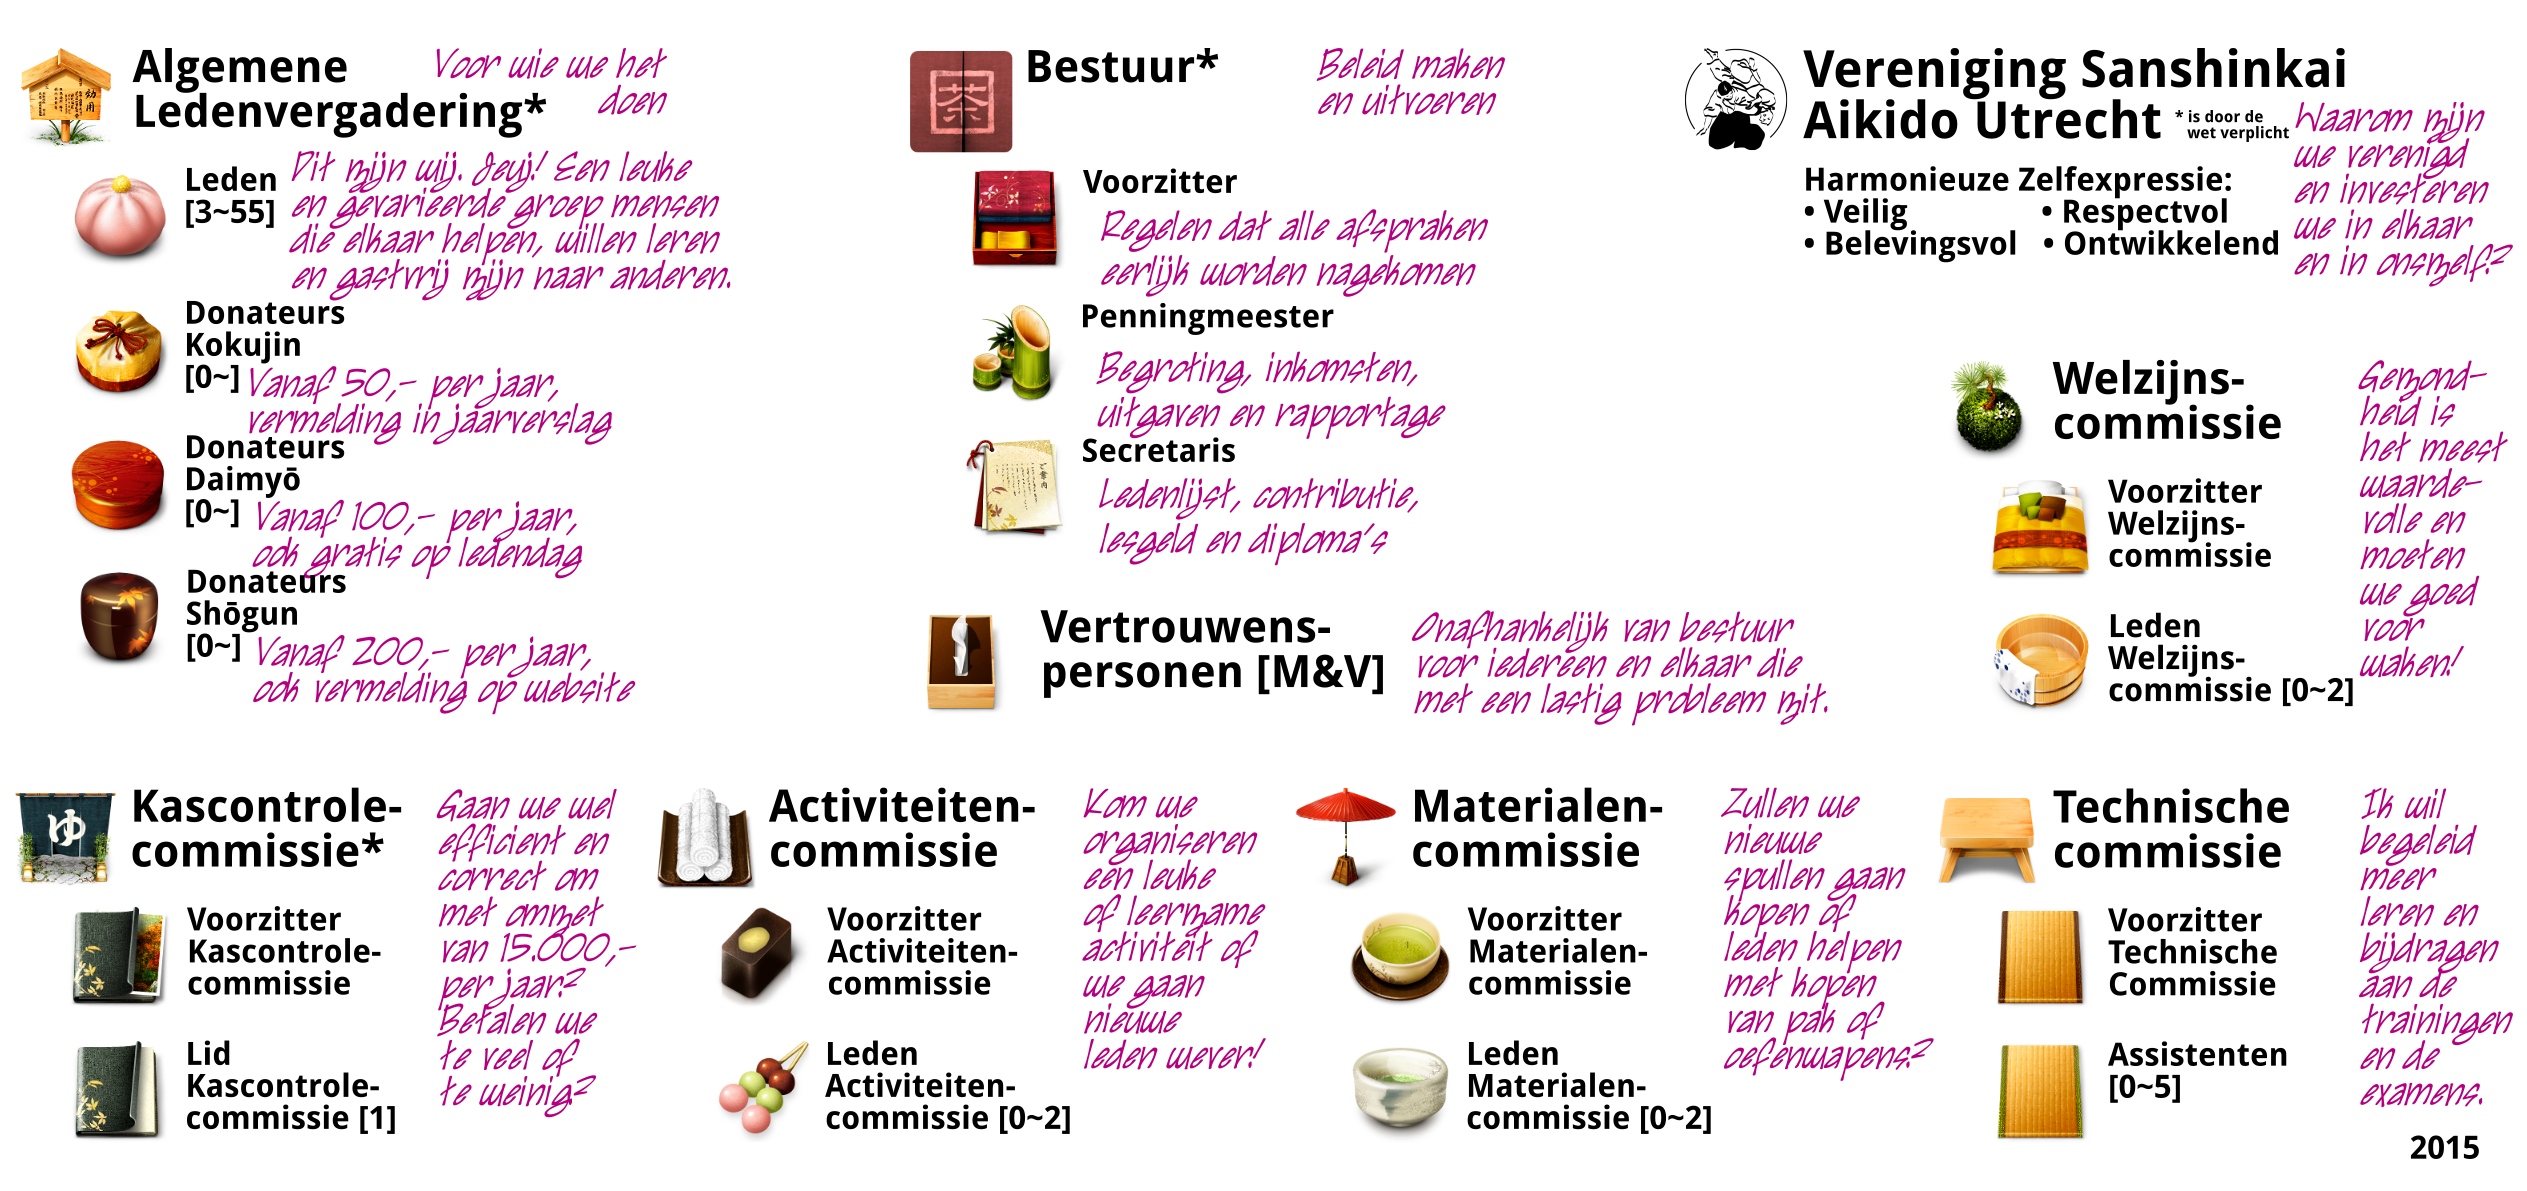 Algemene
Ledenvergadering*
Voor wie we het
doen
Leden
[3~55]
Dit zijn wij. Jeuj! Een leuke
en gevarieerde groep mensen
die elkaar helpen, willen leren
en gastvrij zijn naar anderen.
Donateurs
Kokujin
[0~]
Vanaf 50,- per jaar,
vermelding in jaarverslag
Donateurs
Daimyō
[0~]
Vanaf 100,- per jaar,
ook gratis op ledendag
Donateurs
Shōgun
[0~]
Vanaf 200,- per jaar,
ook vermelding op website
茶
Bestuur*
Beleid maken
en uitvoeren
Voorzitter
Regelen dat alle afspraken
eerlijk worden nagekomen
Penningmeester
Begroting, inkomsten,
uitgaven en rapportage
ご案内
Secretaris
Ledenlijst, contributie,
lesgeld en diploma's
Vertrouwens-
personen [M&V]
Onafhankelijk van bestuur
voor iedereen en elkaar die
met een lastig probleem zit.
Vereniging Sanshinkai
Aikido Utrecht
* is door de
wet verplicht
Harmonieuze Zelfexpressie:
• Veilig • Respectvol
• Belevingsvol • Ontwikkelend
Waarom zijn
we verenigd
en investeren
we in elkaar
en in onszelf?
Welzijns-
commissie
Gezond-
heid is
het meest
waarde-
volle en
moeten
we goed
voor
waken!
Voorzitter
Welzijns-
commissie
Leden
Welzijns-
commissie [0~2]
ゆ
Kascontrole-
commissie*
Gaan we wel
efficient en
correct om
met omzet
van 15.000,-
per jaar?
Betalen we
te veel of
te weinig?
Voorzitter
Kascontrole-
commissie
Lid
Kascontrole-
commissie [1]
Activiteiten-
commissie
Kom we
organiseren
een leuke
of leerzame
activiteit of
we gaan
nieuwe
leden wever!
Voorzitter
Activiteiten-
commissie
Leden
Activiteiten-
commissie [0~2]
Materialen-
commissie
Zullen we
nieuwe
spullen gaan
kopen of
leden helpen
met kopen
van pak of
oefenwapens?
Voorzitter
Materialen-
commissie
Leden
Materialen-
commissie [0~2]
Technische
commissie
Ik wil
begeleid
meer
leren en
bijdragen
aan de
trainingen
en de
examens.
Voorzitter
Technische
Commissie
Assistenten
[0~5]
2015